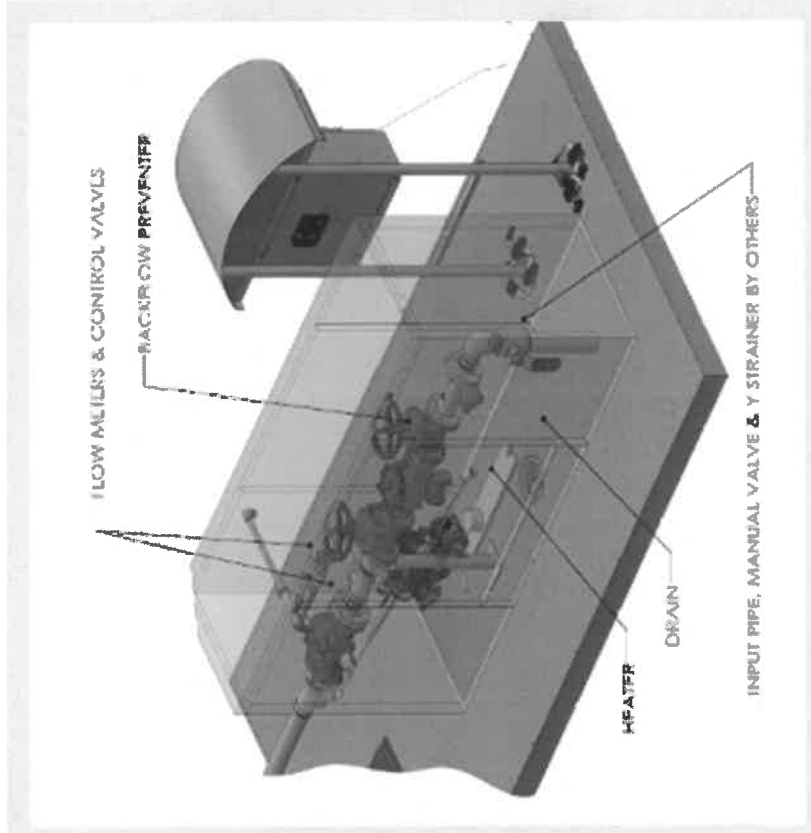 FLOW METERS & CONTROL VALVES
BACKFLOW PREVENTER
HEATER
DRAIN
INPUT PIPE, MANUAL VALVE & Y STRAINER BY OTHERS